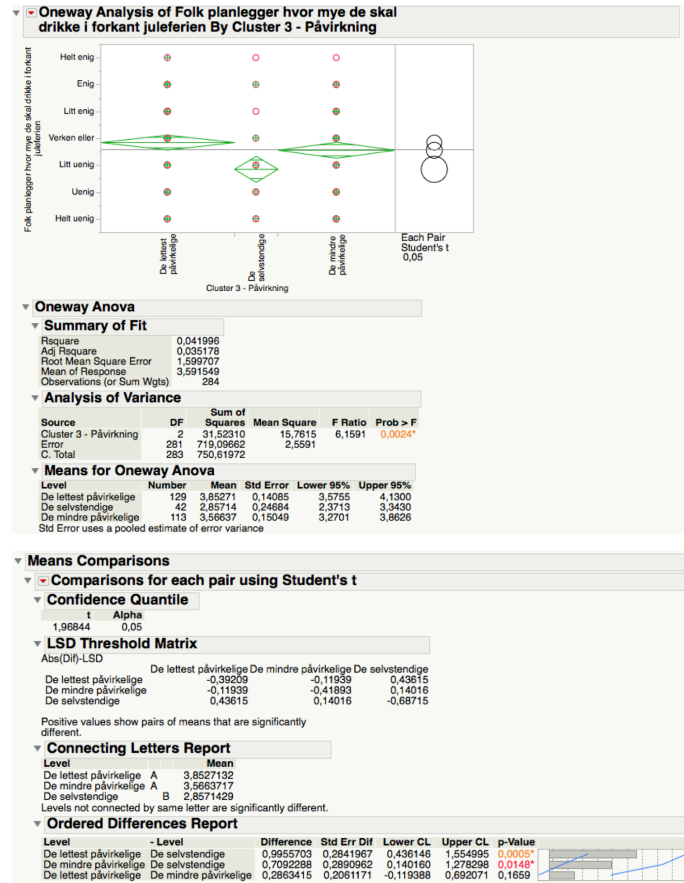 Oneway Analysis of Folk planlegger hvor mye de skal
drikke i forkant juleferien By Cluster 3 - Påvirkning
Folk planlegger hvor mye de skal drikke i forkant
juleferien
Helt enig
Enig
Litt enig
Verken eller
Litt uenig
Uenig
Helt uenig
De lettest
påvirkelige
De
selvstendige
De mindre
påvirkelige
Cluster 3 - Påvirkning
Each Pair
Student's t
0,05
Oneway Anova
Summary of Fit
Rsquare 0,041996
Adj Rsquare 0,035178
Root Mean Square Error 1,599707
Mean of Response 3,591549
Observations (or Sum Wgts) 284
Analysis of Variance
Source DF Sum of Squares Mean Square F Ratio Prob > F
Cluster 3 - Påvirkning 2 31,52310 15,7615 6,1591 0,0024*
Error 281 719,09662 2,5591
C. Total 283 750,61972
Means for Oneway Anova
Level Number Mean Std Error Lower 95% Upper 95%
De lettest påvirkelige 129 3,85271 0,14085 3,5755 4,1300
De selvstendige 42 2,85714 0,24684 2,3713 3,3430
De mindre påvirkelige 113 3,56637 0,15049 3,2701 3,8626
Std Error uses a pooled estimate of error variance
Means Comparisons
Comparisons for each pair using Student's t
Confidence Quantile
t Alpha
1,96844 0,05
LSD Threshold Matrix
Abs(Dif)-LSD
De lettest påvirkelige De mindre påvirkelige De selvstendige
De lettest påvirkelige -0,39209 -0,11939 0,43615
De mindre påvirkelige -0,11939 -0,41893 0,14016
De selvstendige 0,43615 0,14016 -0,68715
Positive values show pairs of means that are significantly
different.
Connecting Letters Report
Level Mean
De lettest påvirkelige A 3,8527132
De mindre påvirkelige A 3,5663717
De selvstendige B 2,8571429
Levels not connected by same letter are significantly different.
Ordered Differences Report
Level - Level Difference Std Err Dif Lower CL Upper CL p-Value
De lettest påvirkelige De selvstendige 0,9955703 0,2841967 0,436146 1,554995 0,0005*
De mindre påvirkelige De selvstendige 0,7092288 0,2890962 0,140160 1,278298 0,0148*
De lettest påvirkelige De mindre påvirkelige 0,2863415 0,2061171 -0,119388 0,692071 0,1659